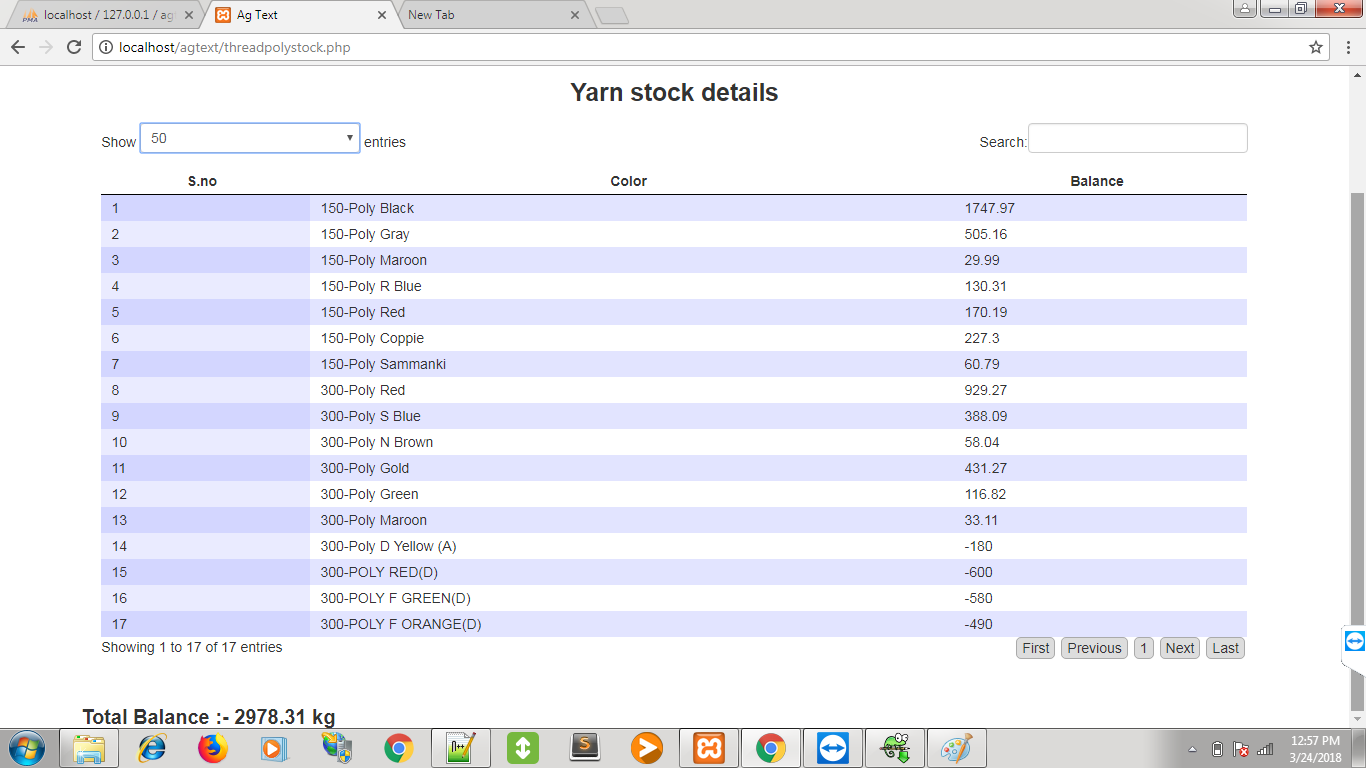 localhost / 127.0.0.1 / ag
Ag Text
New Tab
localhost/agtext/threadpolystock.php
Yarn stock details
Show 50 entries Search:
S.no Color Balance
1 150-Poly Black 1747.97
2 150-Poly Gray 505.16
3 150-Poly Maroon 29.99
4 150-Poly R Blue 130.31
5 150-Poly Red 170.19
6 150-Poly Coppie 227.3
7 150-Poly Sammanki 60.79
8 300-Poly Red 929.27
9 300-Poly S Blue 388.09
10 300-Poly N Brown 58.04
11 300-Poly Gold 431.27
12 300-Poly Green 116.82
13 300-Poly Maroon 33.11
14 300-Poly D Yellow (A) -180
15 300-POLY RED(D) -600
16 300-POLY F GREEN(D) -580
17 300-POLY F ORANGE(D) -490
Showing 1 to 17 of 17 entries First Previous 1 Next Last
Total Balance :- 2978.31 kg
12:57 PM
3/24/2018